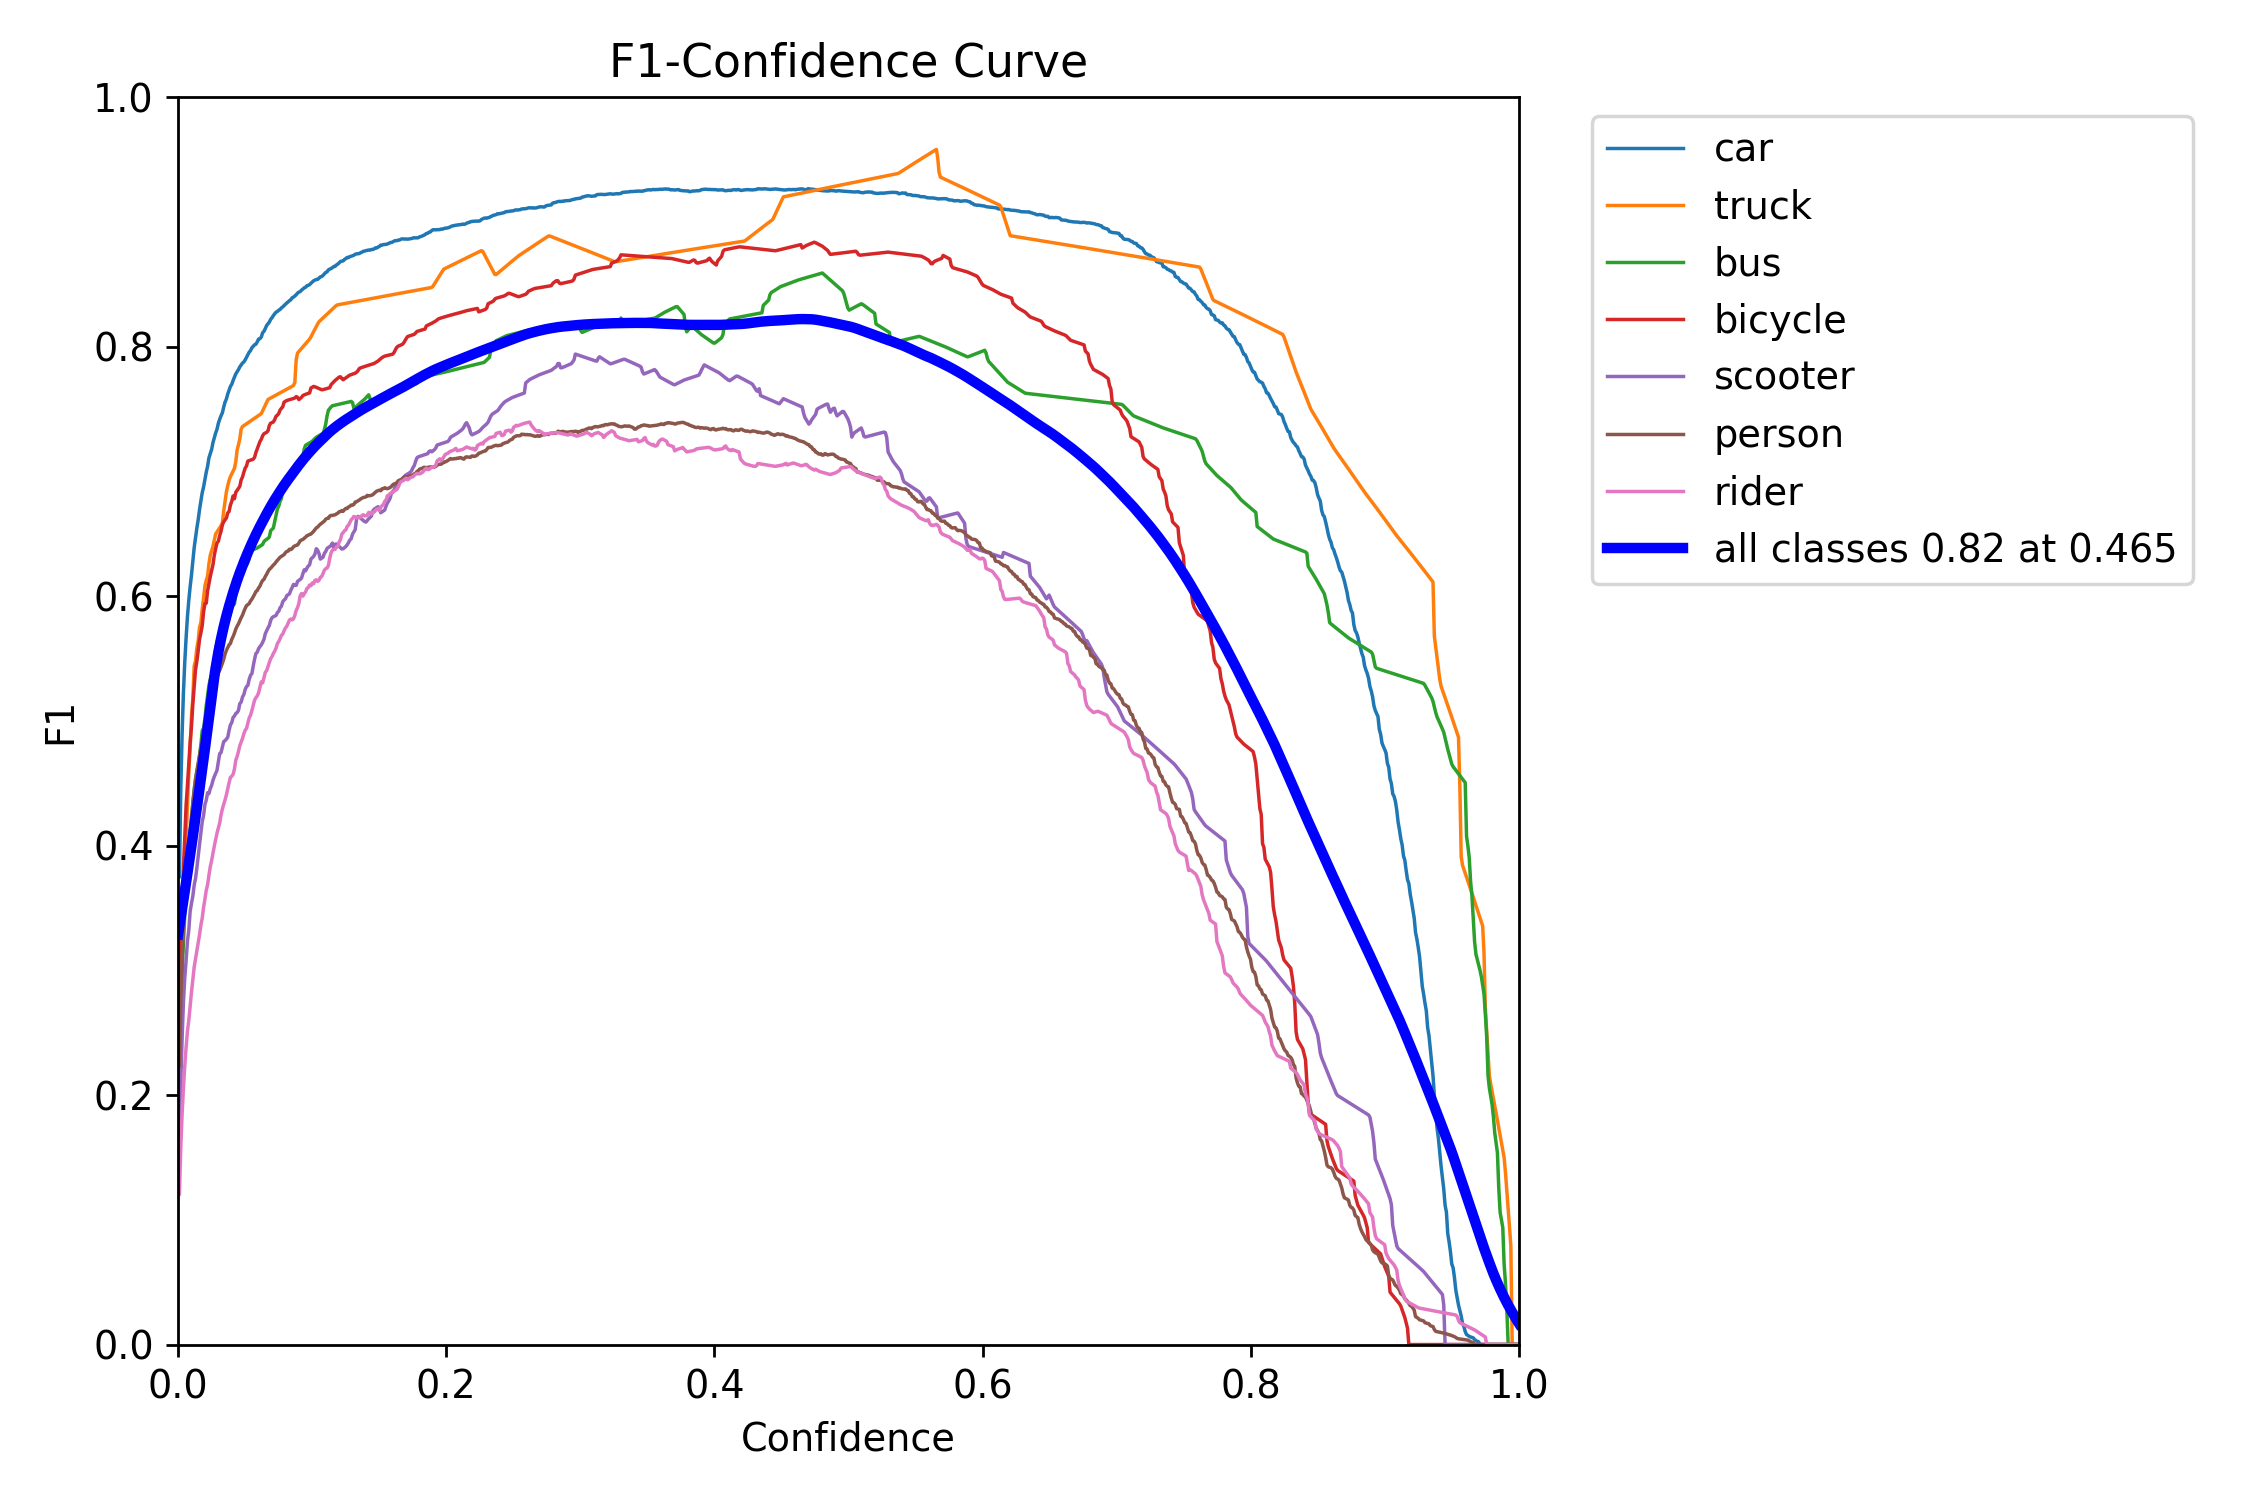 F1-Confidence Curve
1.0
0.8
0.6
0.4
0.2
0.0
F1
0.0 0.2 0.4 0.6 0.8 1.0
Confidence
car
truck
bus
bicycle
scooter
person
rider
all classes 0.82 at 0.465